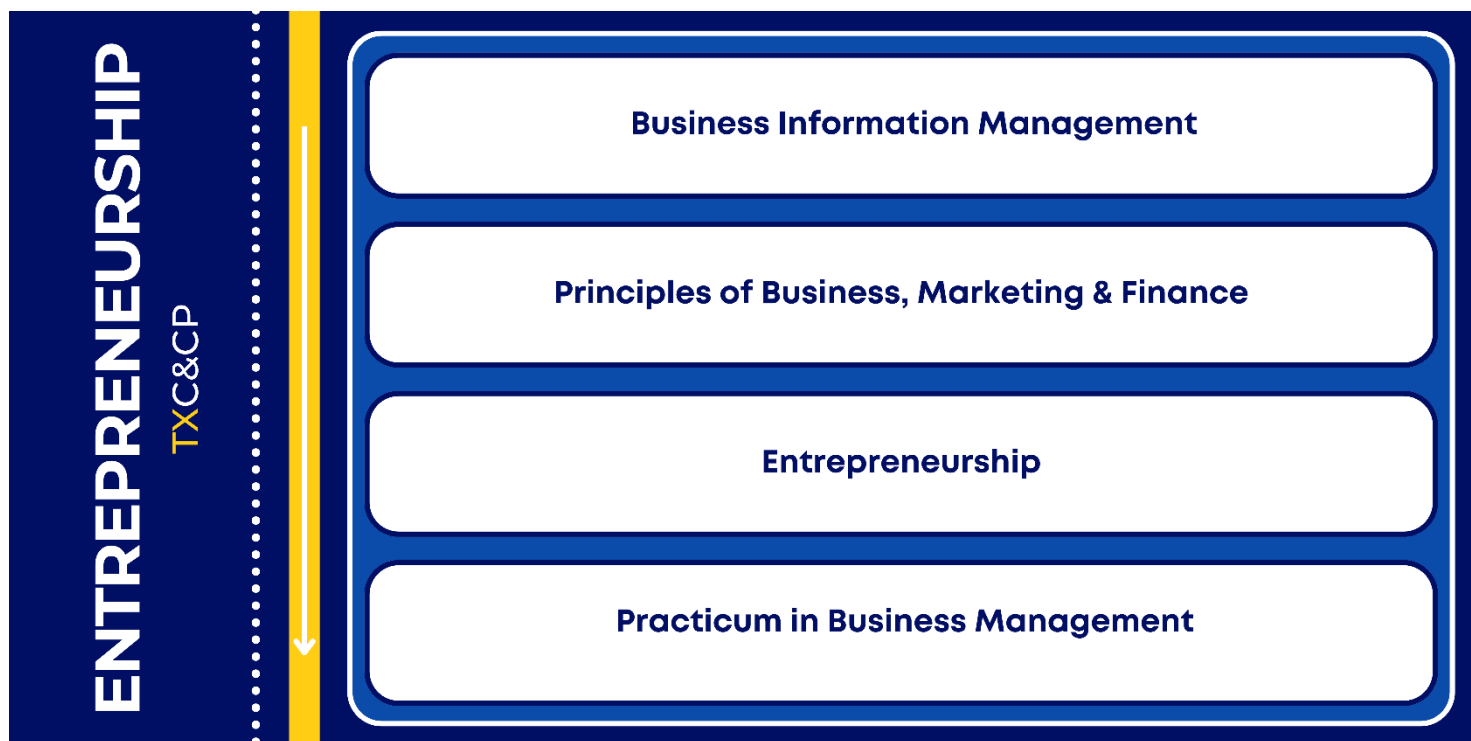 ENTREPRENEURSHIP
TXC&CP
Business Information Management
Principles of Business, Marketing & Finance
Entrepreneurship
Practicum in Business Management